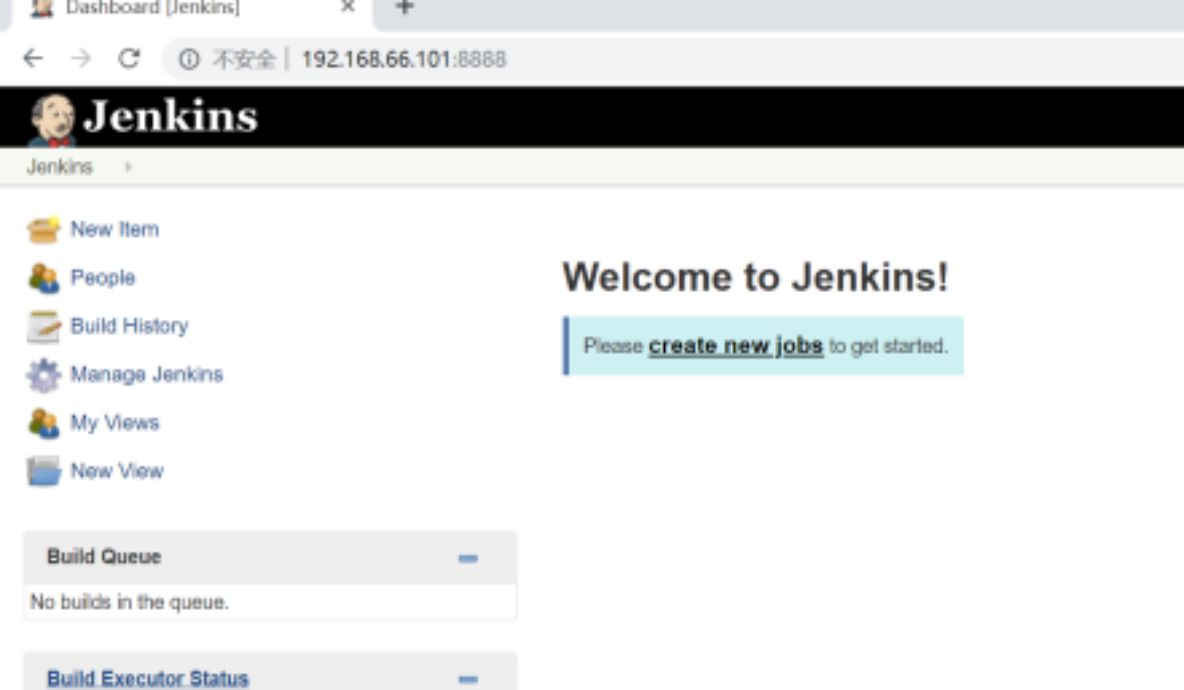 Dashboard [Jenkins]
不安全 | 192.168.66.101:8888
Jenkins
Jenkins
New Item
People
Build History
Manage Jenkins
My Views
New View
Welcome to Jenkins!
Please create new jobs to get started.
Build Queue
No builds in the queue.
Build Executor Status